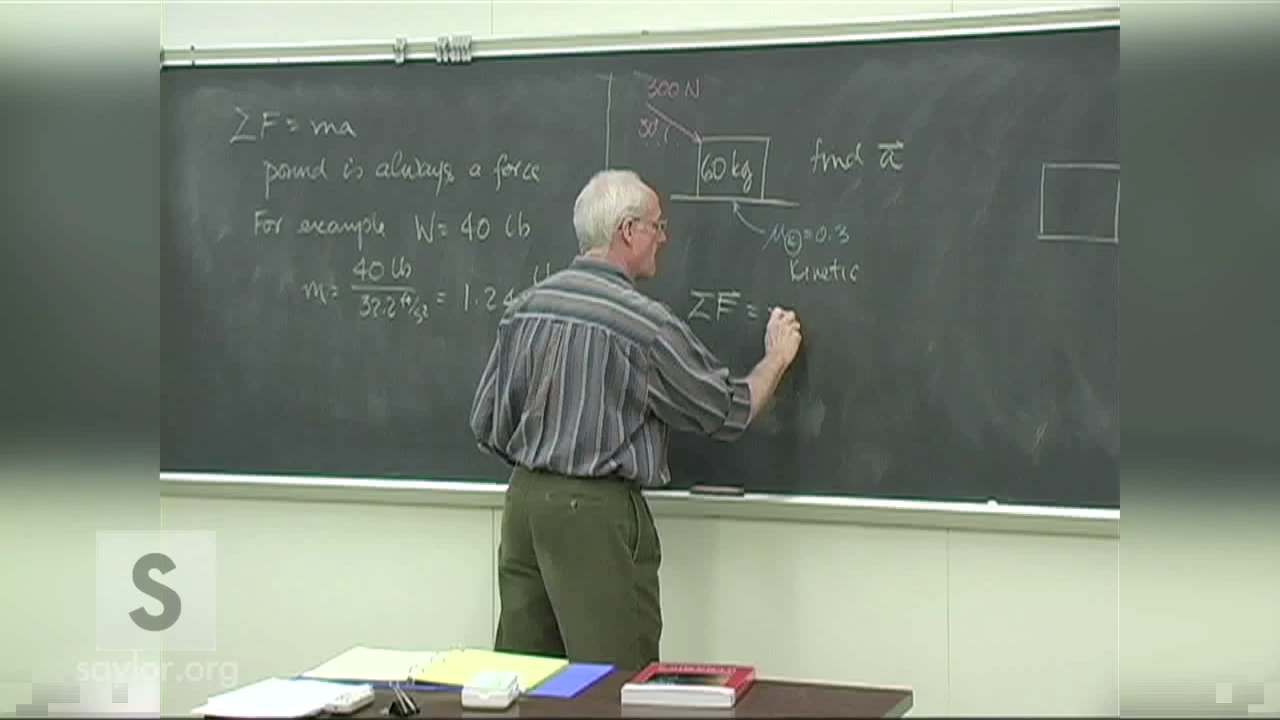 ΣF = ma
pound is always a force
For example W = 40 lb
m = 40 lb / 32.2 ft/s² = 1.24
300 N
30°
60 kg
find a⃗
μk = 0.3
kinetic
ΣF⃗ =
S
saylor.org